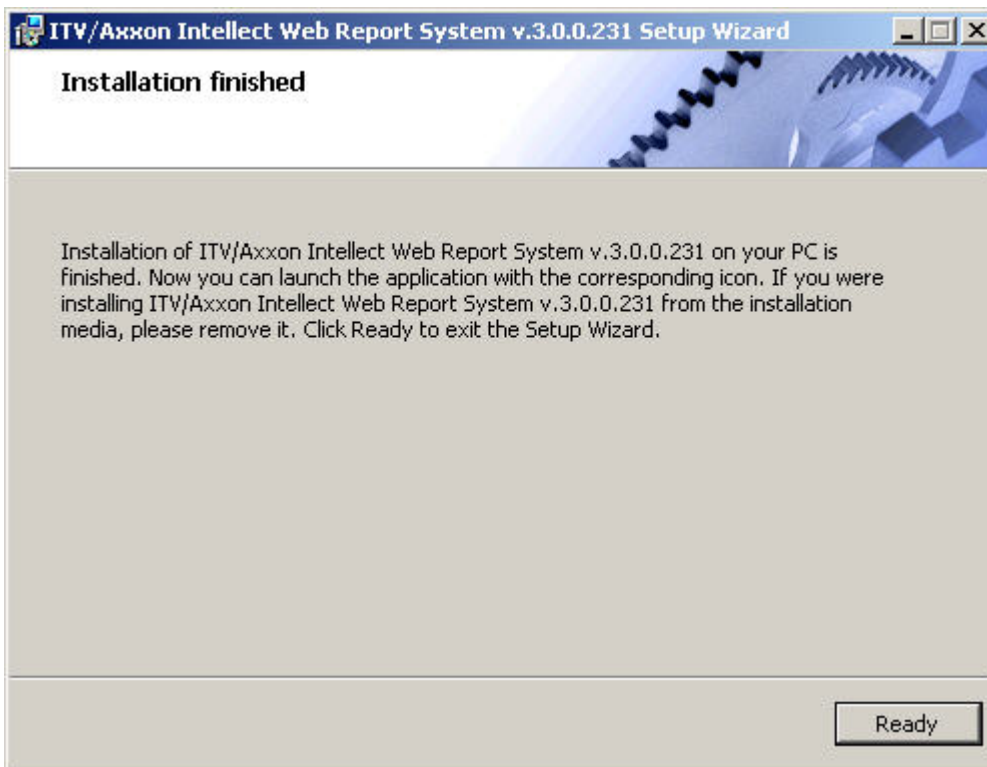 ITV/Axxon Intellect Web Report System v.3.0.0.231 Setup Wizard
Installation finished
Installation of ITV/Axxon Intellect Web Report System v.3.0.0.231 on your PC is
finished. Now you can launch the application with the corresponding icon. If you were
installing ITV/Axxon Intellect Web Report System v.3.0.0.231 from the installation
media, please remove it. Click Ready to exit the Setup Wizard.
Ready